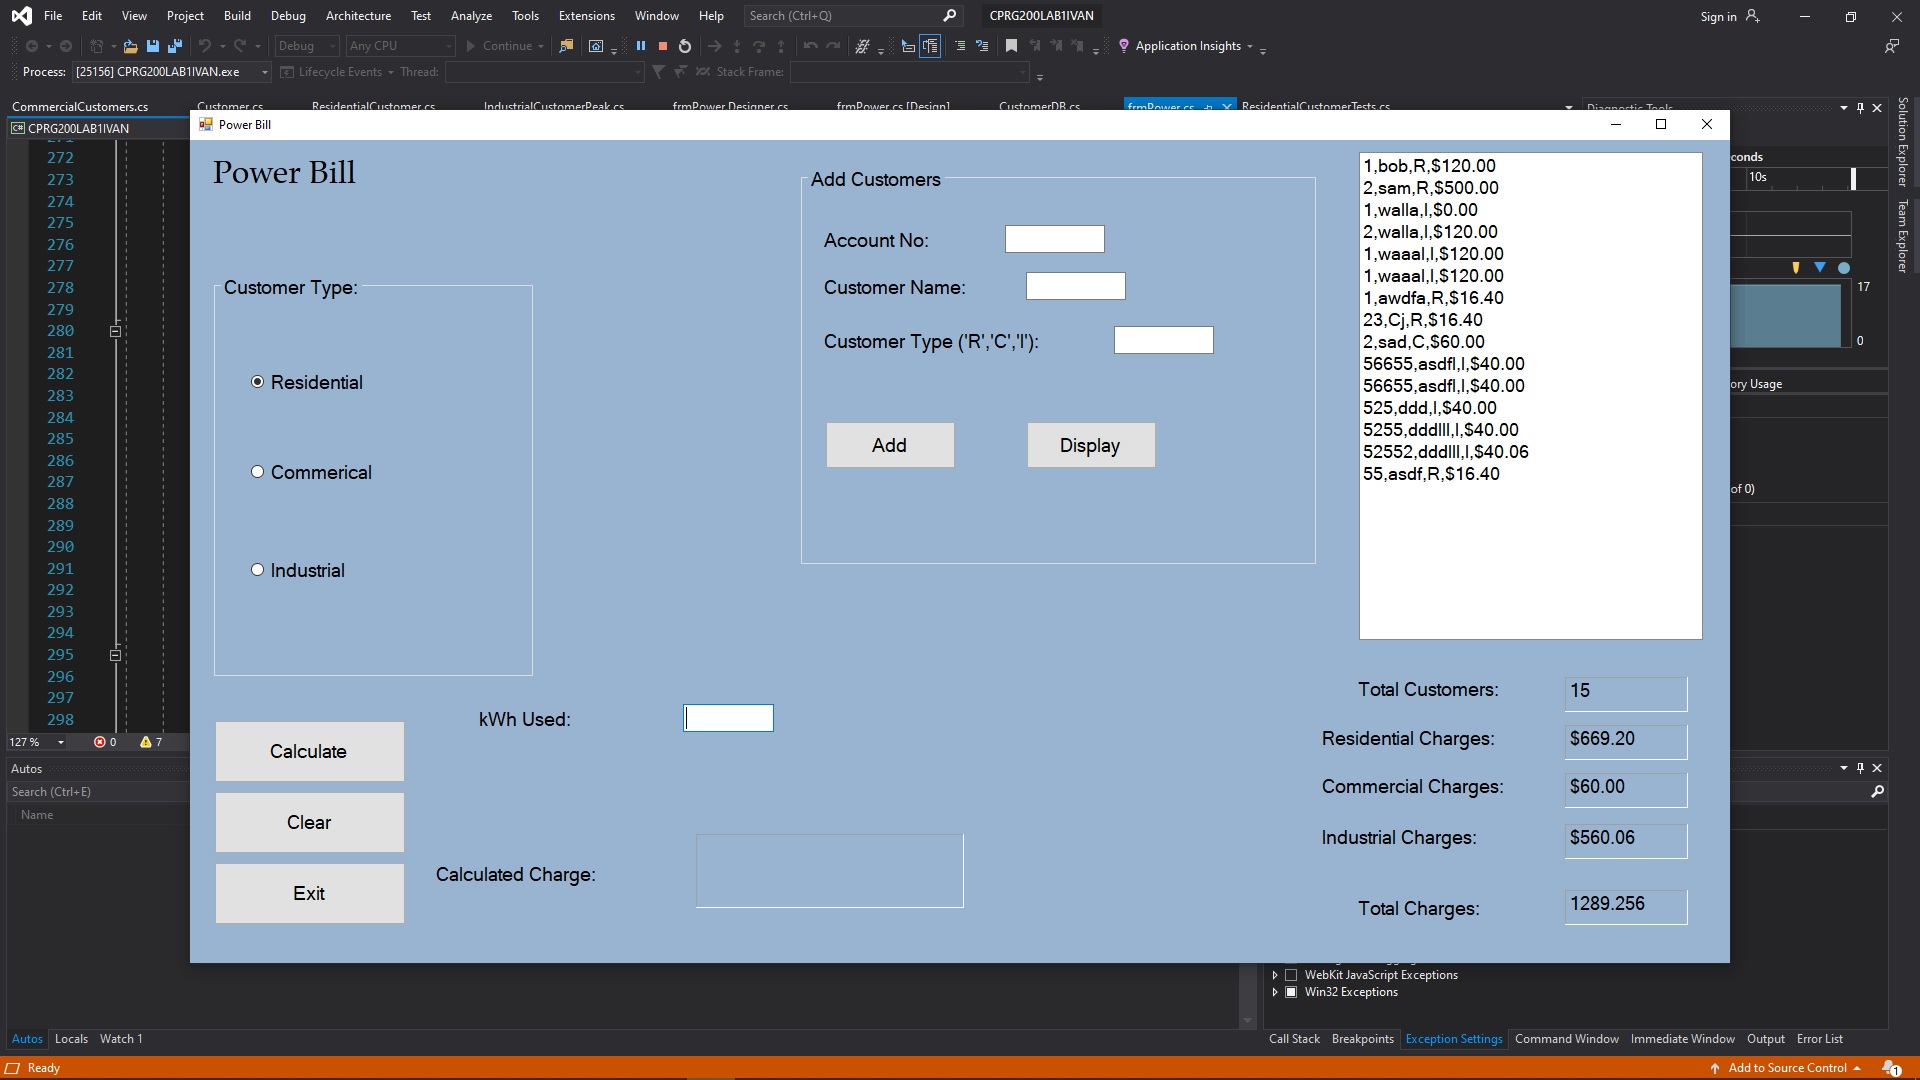 File Edit View Project Build Debug Architecture Test Analyze Tools Extensions Window Help Search (Ctrl+Q) CPRG200LAB1IVAN Sign in
Debug Any CPU Continue Application Insights
Process: [25156] CPRG200LAB1IVAN.exe Lifecycle Events Thread: Stack Frame:
CommercialCustomers.cs Customer.cs ResidentialCustomer.cs IndustrialCustomerPeak.cs frmPower.Designer.cs frmPower.cs [Design] CustomerDB.cs frmPower.cs ResidentialCustomerTests.cs Diagnostic Tools
CPRG200LAB1IVAN
Power Bill
Power Bill
Customer Type:
Residential
Commerical
Industrial
Calculate
Clear
Exit
kWh Used:
Calculated Charge:
Add Customers
Account No:
Customer Name:
Customer Type ('R','C','I'):
Add Display
1,bob,R,$120.00
2,sam,R,$500.00
1,walla,I,$0.00
2,walla,I,$120.00
1,waaal,I,$120.00
1,waaal,I,$120.00
1,awdfa,R,$16.40
23,Cj,R,$16.40
2,sad,C,$60.00
56655,asdfl,I,$40.00
56655,asdfl,I,$40.00
525,ddd,I,$40.00
5255,dddlll,I,$40.00
52552,dddlll,I,$40.06
55,asdf,R,$16.40
Total Customers: 15
Residential Charges: $669.20
Commercial Charges: $60.00
Industrial Charges: $560.06
Total Charges: 1289.256
272
273
274
275
276
277
278
279
280
281
282
283
284
285
286
287
288
289
290
291
292
293
294
295
296
297
298
127 % 0 7
Autos
Search (Ctrl+E)
Name
conds
10s
17
0
ory Usage
of 0)
Solution Explorer
Team Explorer
WebKit JavaScript Exceptions
Win32 Exceptions
Autos Locals Watch 1
Call Stack Breakpoints Exception Settings Command Window Immediate Window Output Error List
Ready
Add to Source Control 1